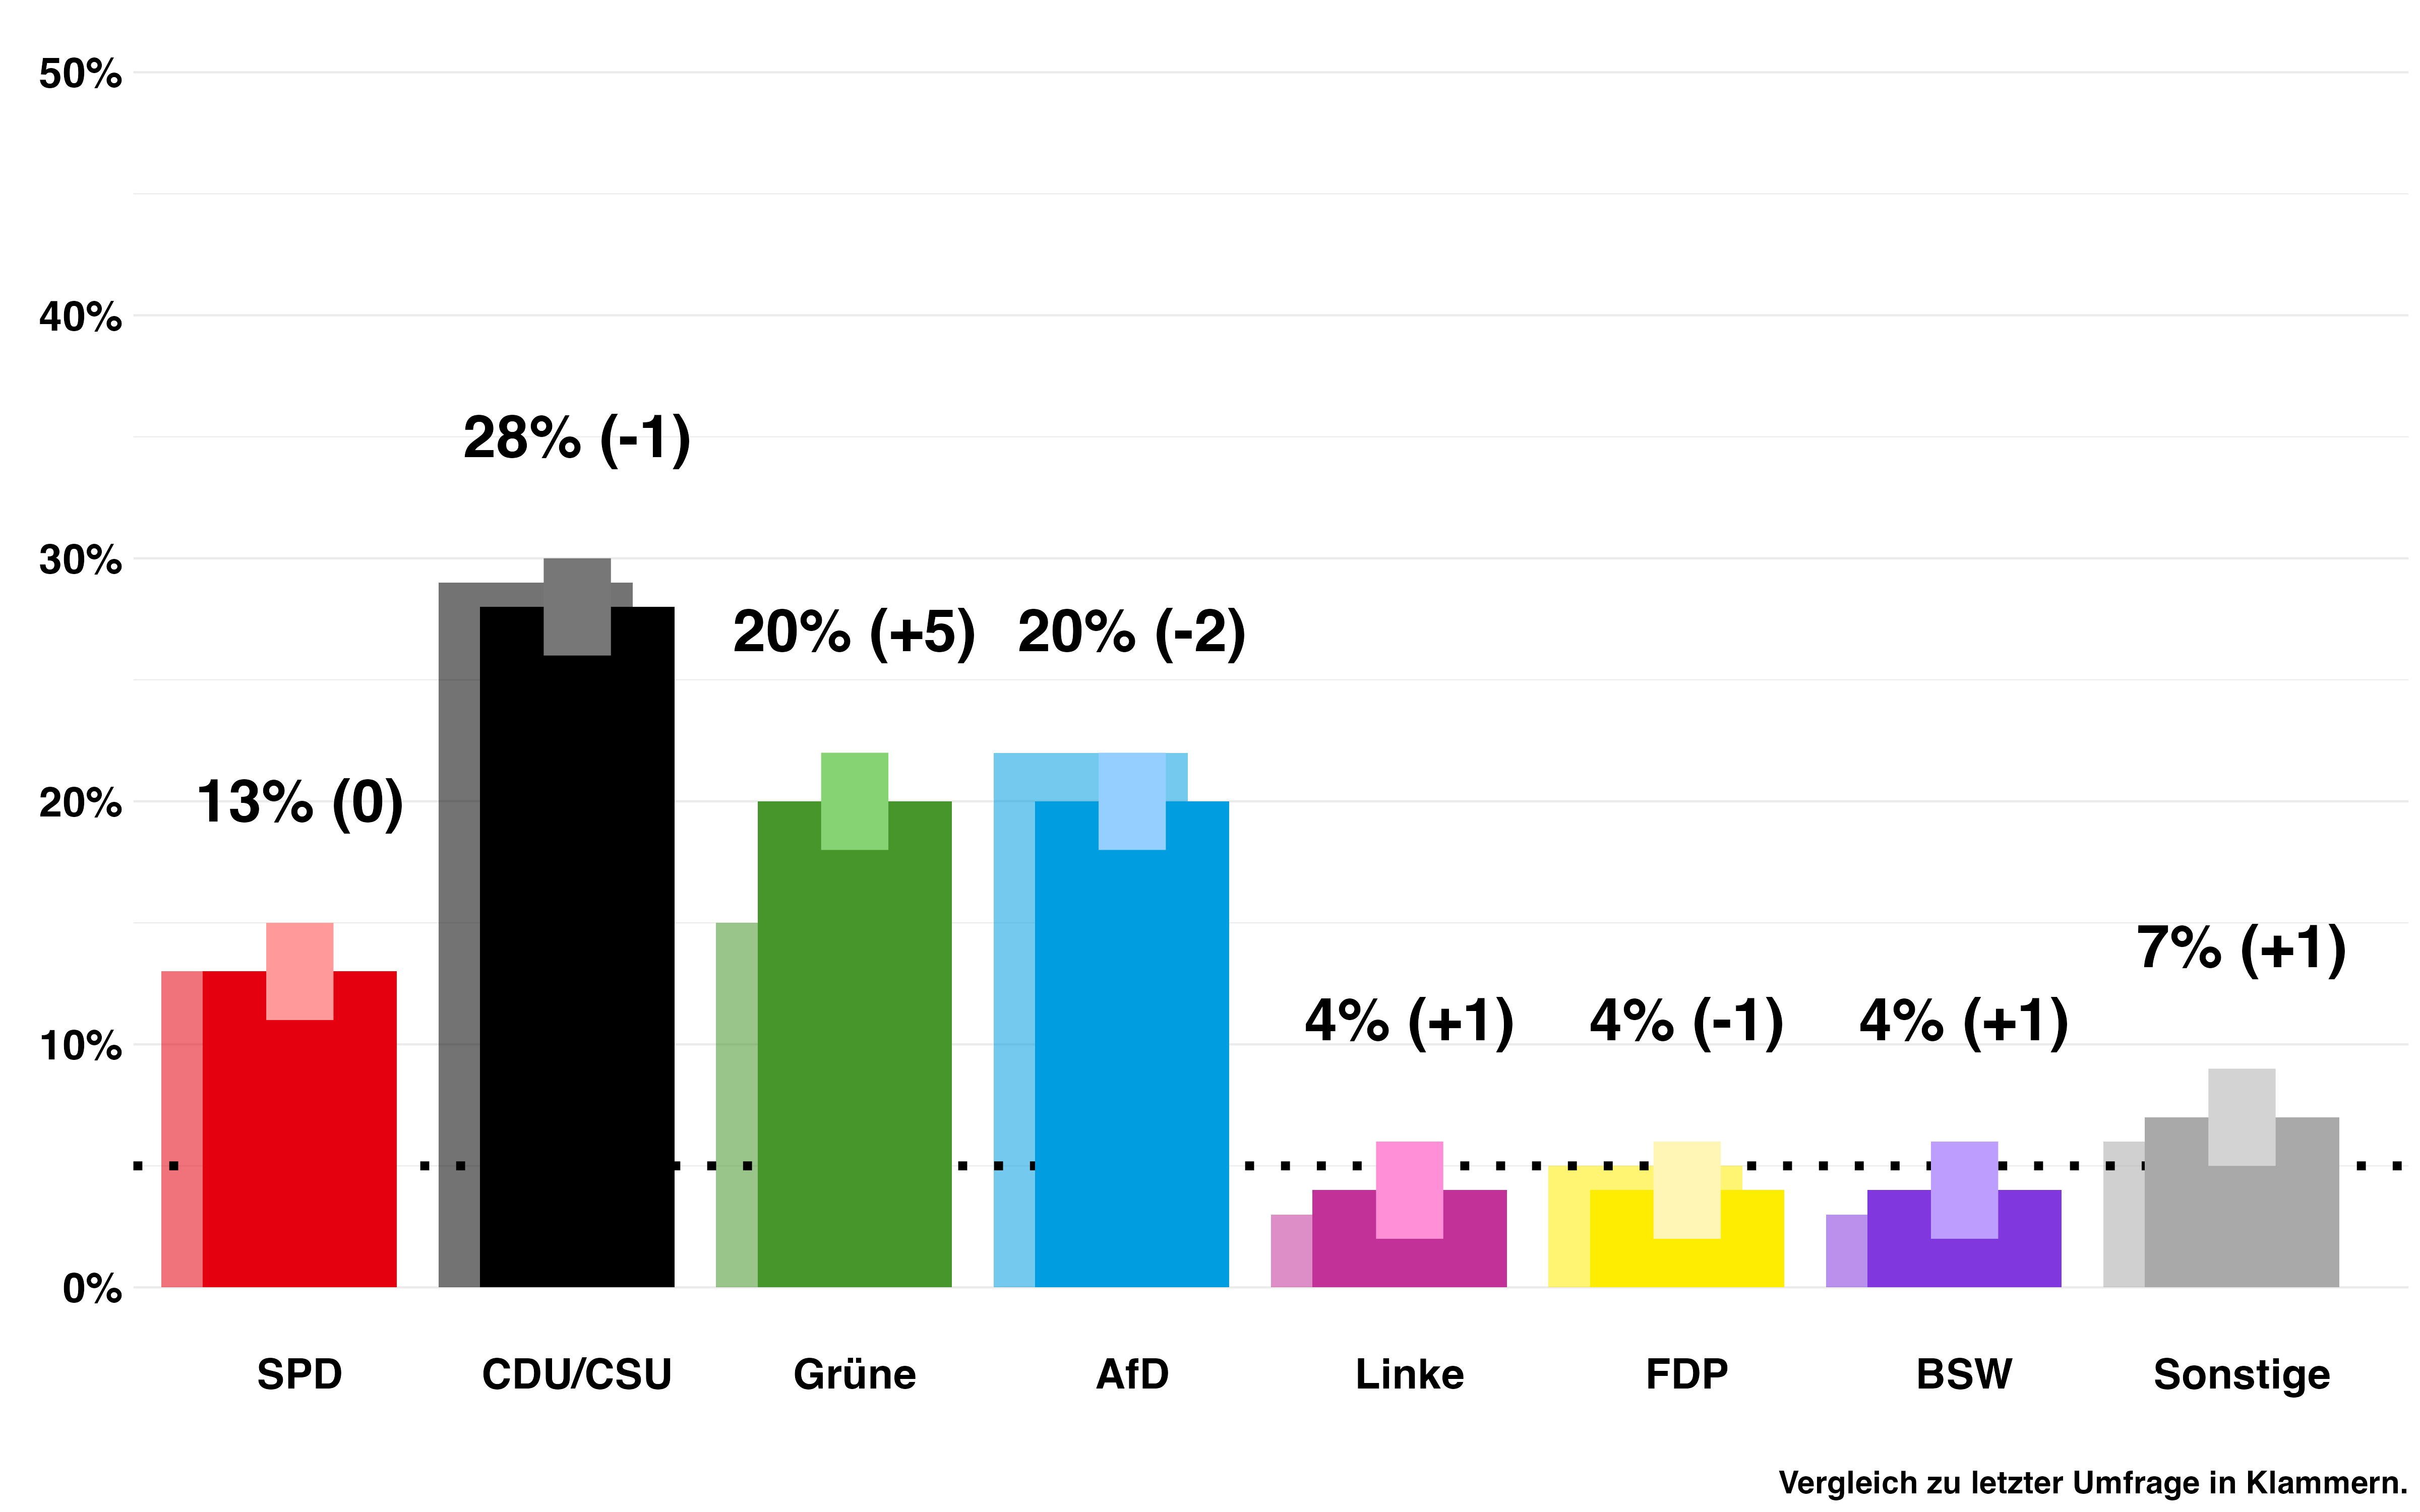 50%
40%
30%
20%
10%
0%
13% (0)
28% (-1)
20% (+5)
20% (-2)
4% (+1)
4% (-1)
4% (+1)
7% (+1)
SPD
CDU/CSU
Grüne
AfD
Linke
FDP
BSW
Sonstige
Vergleich zu letzter Umfrage in Klammern.